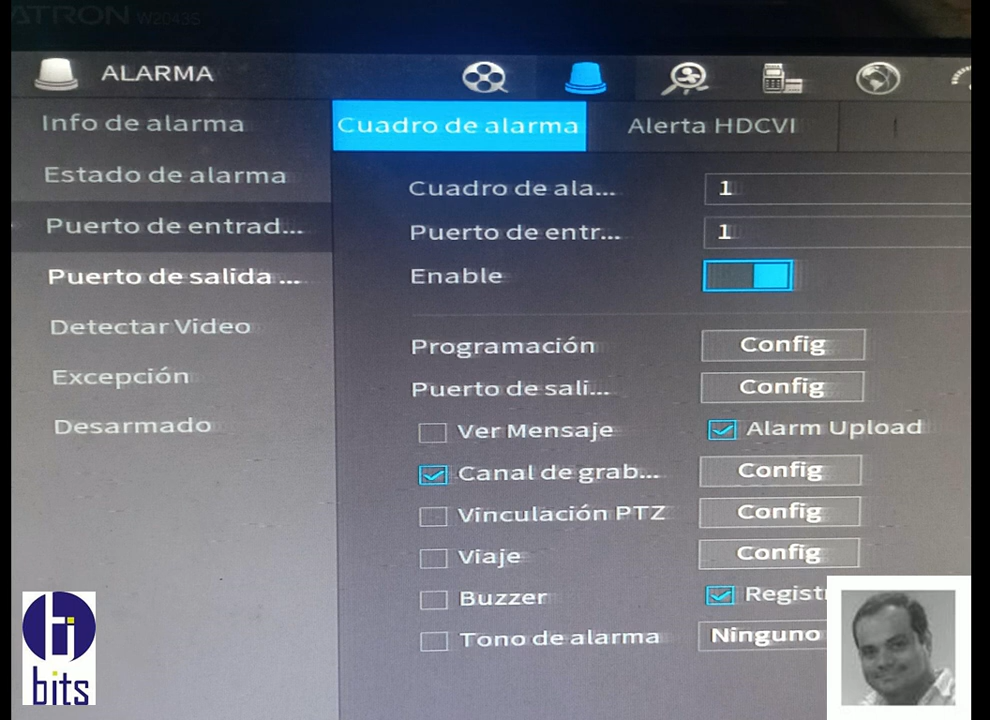 ATRON W2043S
ALARMA
Info de alarma
Estado de alarma
Puerto de entrad...
Puerto de salida ...
Detectar Video
Excepción
Desarmado
Cuadro de alarma
Alerta HDCVI
Cuadro de ala... 1
Puerto de entr... 1
Enable
Programación Config
Puerto de sali... Config
Ver Mensaje Alarm Upload
Canal de grab... Config
Vinculación PTZ Config
Viaje Config
Buzzer Registr
Tono de alarma Ninguno
bits